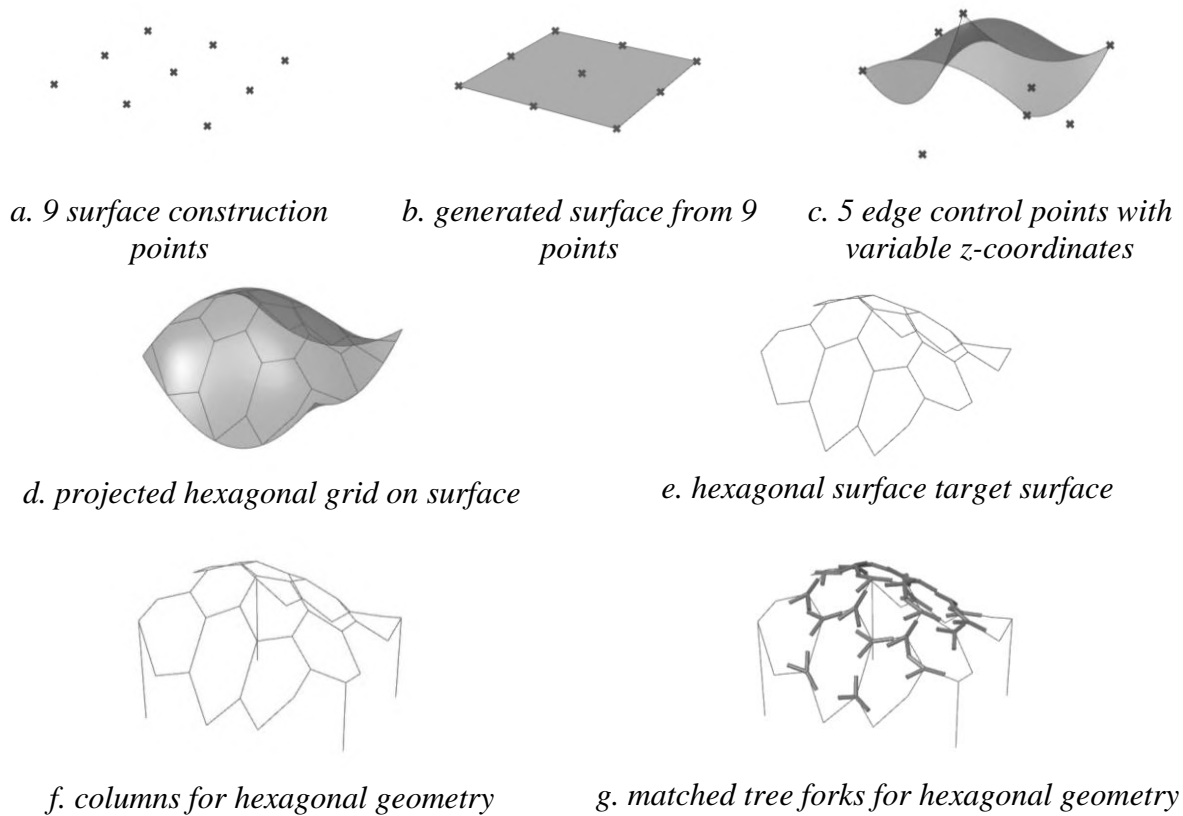 a. 9 surface construction
points
b. generated surface from 9
points
c. 5 edge control points with
variable z-coordinates
d. projected hexagonal grid on surface
e. hexagonal surface target surface
f. columns for hexagonal geometry
g. matched tree forks for hexagonal geometry